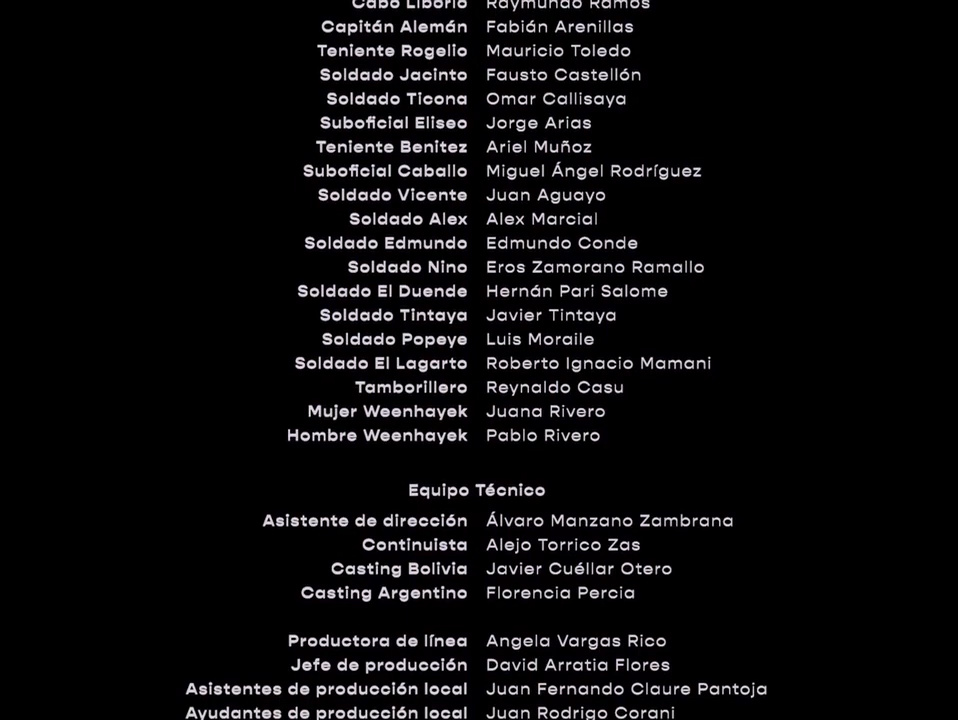 Cabo Liborio Raymundo Ramos
Capitán Alemán Fabián Arenillas
Teniente Rogelio Mauricio Toledo
Soldado Jacinto Fausto Castellón
Soldado Ticona Omar Callisaya
Suboficial Eliseo Jorge Arias
Teniente Benitez Ariel Muñoz
Suboficial Caballo Miguel Ángel Rodríguez
Soldado Vicente Juan Aguayo
Soldado Alex Alex Marcial
Soldado Edmundo Edmundo Conde
Soldado Nino Eros Zamorano Ramallo
Soldado El Duende Hernán Pari Salome
Soldado Tintaya Javier Tintaya
Soldado Popeye Luis Moraile
Soldado El Lagarto Roberto Ignacio Mamani
Tamborillero Reynaldo Casu
Mujer Weenhayek Juana Rivero
Hombre Weenhayek Pablo Rivero
Equipo Técnico
Asistente de dirección Álvaro Manzano Zambrana
Continuista Alejo Torrico Zas
Casting Bolivia Javier Cuéllar Otero
Casting Argentino Florencia Percia
Productora de línea Angela Vargas Rico
Jefe de producción David Arratia Flores
Asistentes de producción local Juan Fernando Claure Pantoja
Ayudantes de producción local Juan Rodrigo Corani